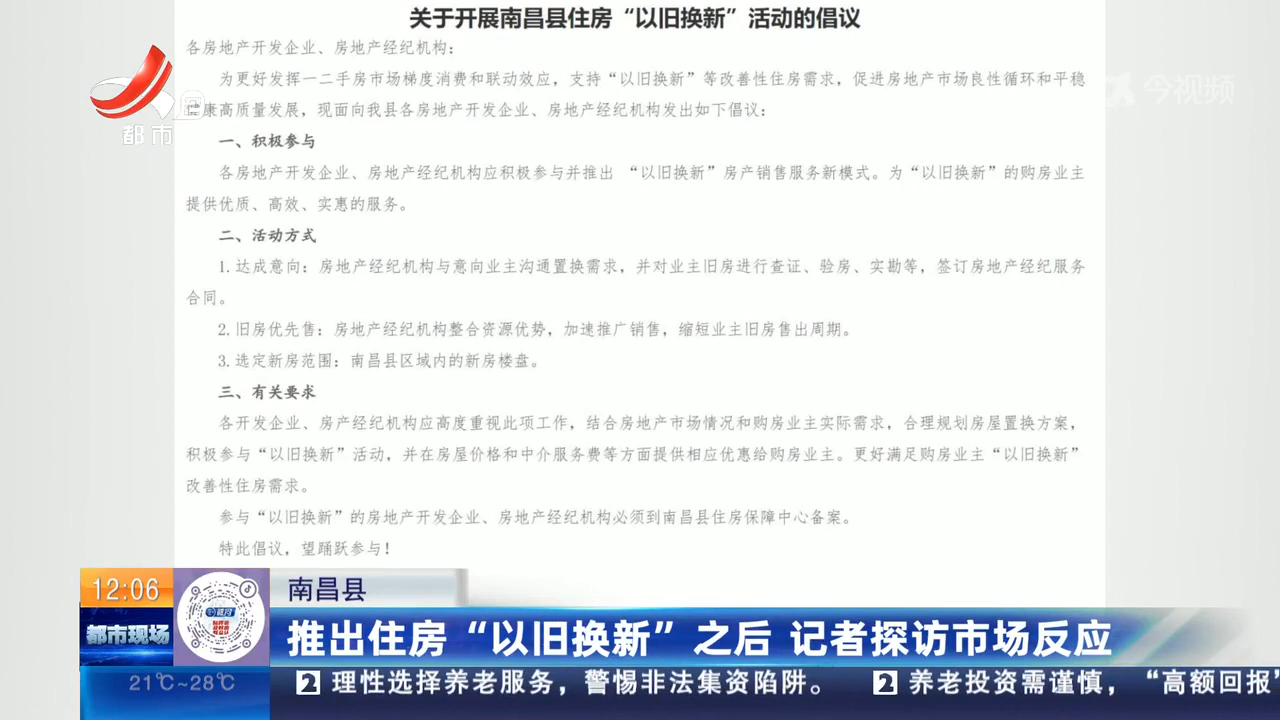 关于开展南昌县住房“以旧换新”活动的倡议
各房地产开发企业、房地产经纪机构：
为更好发挥一二手房市场梯度消费和联动效应，支持“以旧换新”等改善性住房需求，促进房地产市场良性循环和平稳
健康高质量发展，现面向我县各房地产开发企业、房地产经纪机构发出如下倡议：
一、积极参与
各房地产开发企业、房地产经纪机构应积极参与并推出 “以旧换新”房产销售服务新模式。为“以旧换新”的购房业主
提供优质、高效、实惠的服务。
二、活动方式
1.达成意向：房地产经纪机构与意向业主沟通置换需求，并对业主旧房进行查证、验房、实勘等，签订房地产经纪服务
合同。
2.旧房优先售：房地产经纪机构整合资源优势，加速推广销售，缩短业主旧房售出周期。
3.选定新房范围：南昌县区域内的新房楼盘。
三、有关要求
各开发企业、房产经纪机构应高度重视此项工作，结合房地产市场情况和购房业主实际需求，合理规划房屋置换方案，
积极参与“以旧换新”活动，并在房屋价格和中介服务费等方面提供相应优惠给购房业主。更好满足购房业主“以旧换新”
改善性住房需求。
参与“以旧换新”的房地产开发企业、房地产经纪机构必须到南昌县住房保障中心备案。
特此倡议，望踊跃参与！
都市
今视频
12:06
都市现场
21℃~28℃
南昌县
推出住房“以旧换新”之后 记者探访市场反应
2 理性选择养老服务，警惕非法集资陷阱。 2 养老投资需谨慎，“高额回报”